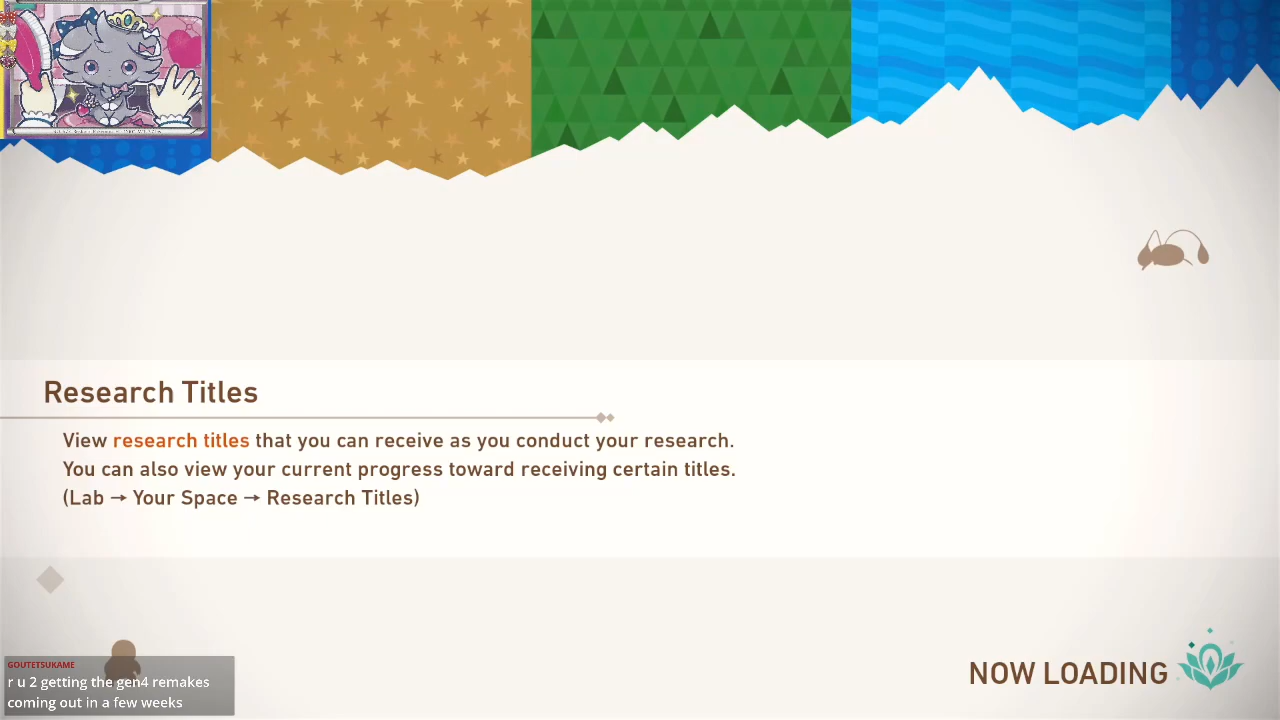 Research Titles
View research titles that you can receive as you conduct your research.
You can also view your current progress toward receiving certain titles.
(Lab → Your Space → Research Titles)
GOUTETSUKAME
r u 2 getting the gen4 remakes
coming out in a few weeks
NOW LOADING